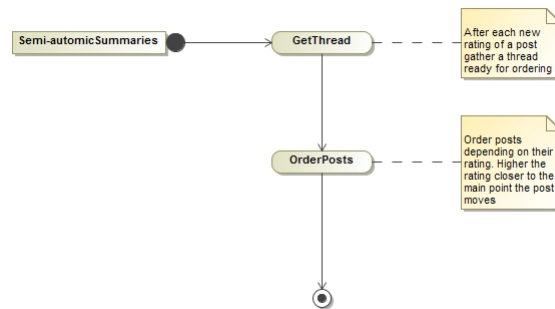 Semi-automicSummaries
GetThread
After each new
rating of a post
gather a thread
ready for ordering
OrderPosts
Order posts
depending on their
rating. Higher the
rating closer to the
main point the post
moves